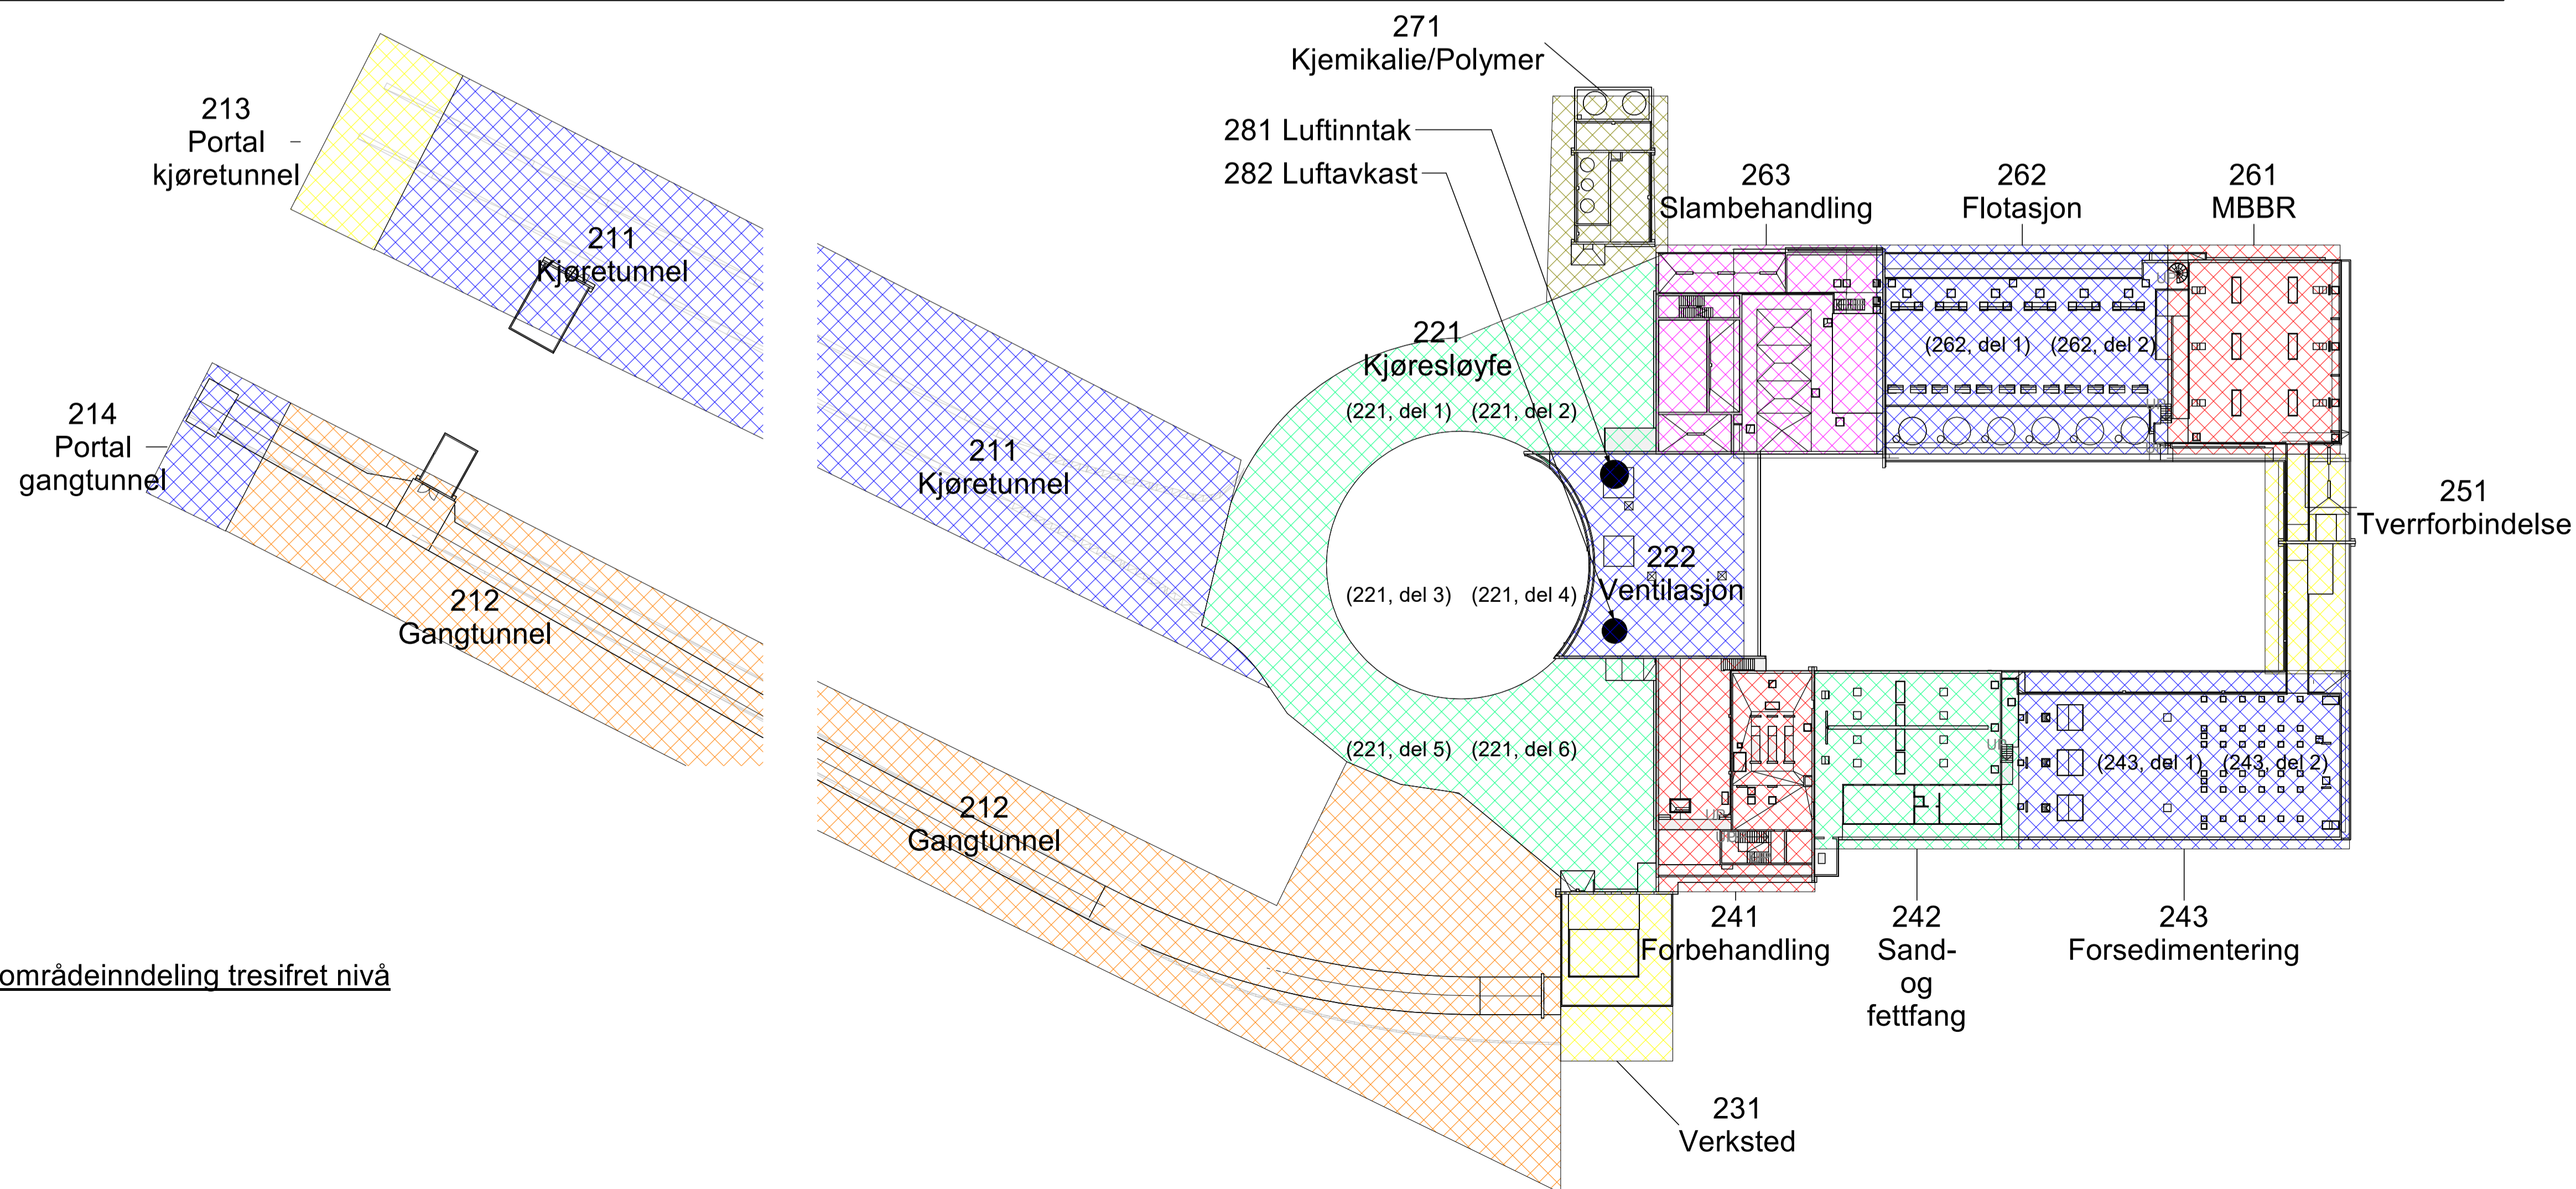 271
Kjemikalie/Polymer
281 Luftinntak
282 Luftavkast
213
Portal
kjøretunnel
211
Kjøretunnel
263
Slambehandling
262
Flotasjon
261
MBBR
(262, del 1)
(262, del 2)
221
Kjøresløyfe
(221, del 1)
(221, del 2)
214
Portal
gangtunnel
211
Kjøretunnel
251
Tverrforbindelse
222
Ventilasjon
(221, del 3)
(221, del 4)
212
Gangtunnel
(221, del 5)
(221, del 6)
UP
(243, del 1)
(243, del 2)
212
Gangtunnel
UP
241
Forbehandling
242
Sand-
og
fettfang
243
Forsedimentering
områdeinndeling tresifret nivå
231
Verksted